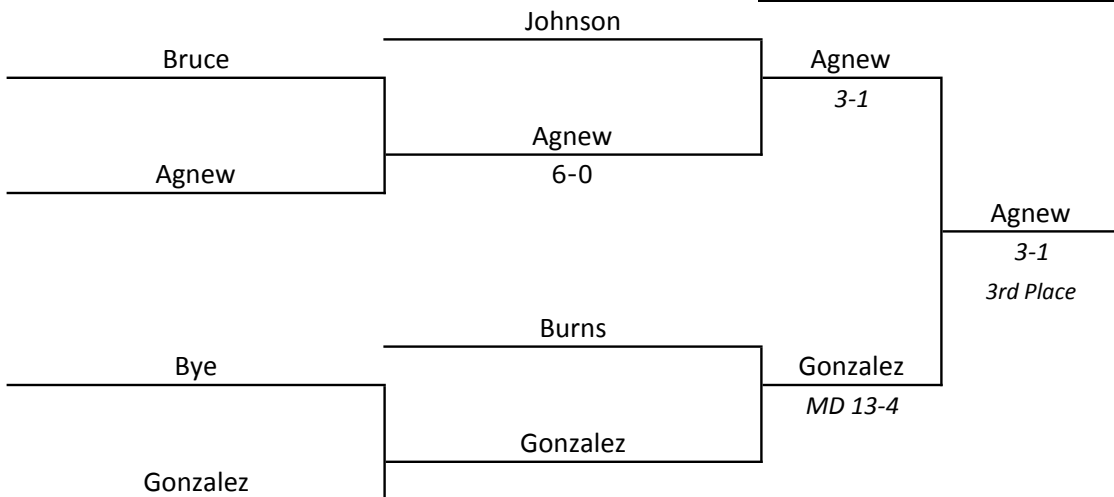 Johnson
Bruce
Agnew
3-1
Agnew
6-0
Agnew
Agnew
3-1
3rd Place
Burns
Bye
Gonzalez
MD 13-4
Gonzalez
Gonzalez